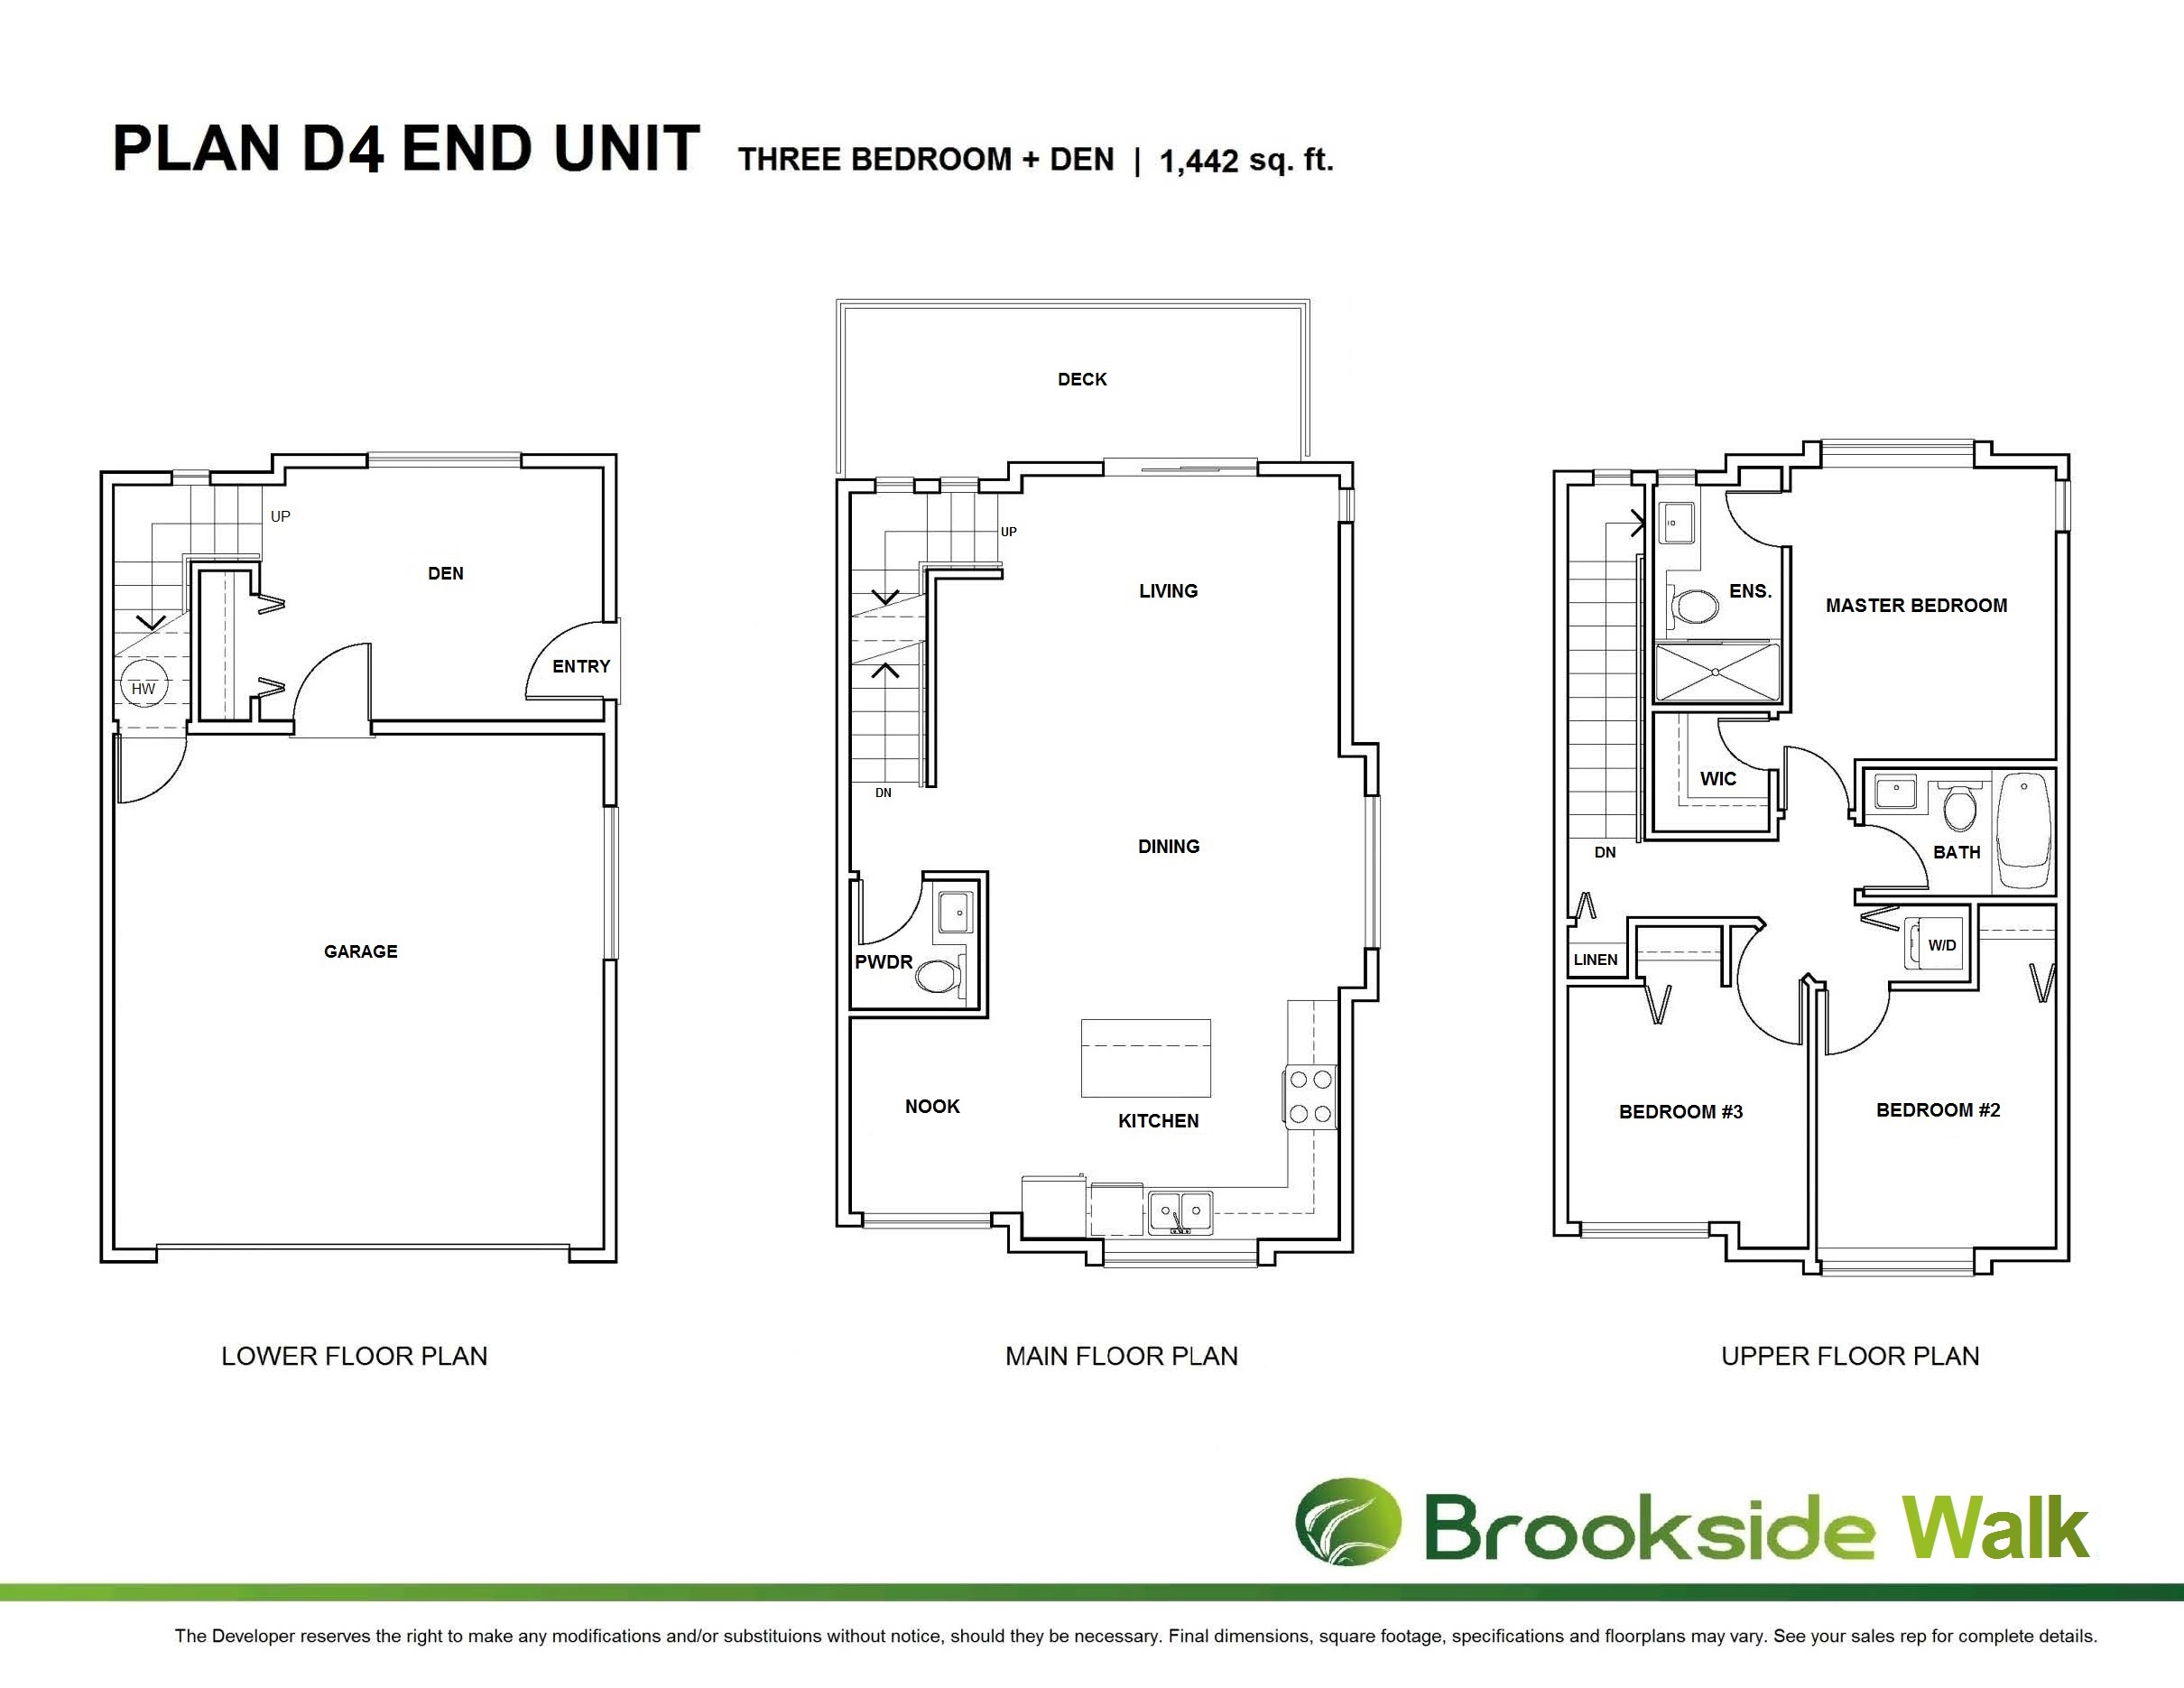 PLAN D4 END UNIT THREE BEDROOM + DEN | 1,442 sq. ft.
UP
DEN
ENTRY
HW
GARAGE
LOWER FLOOR PLAN
DECK
UP
LIVING
DN
DINING
PWDR
NOOK
KITCHEN
MAIN FLOOR PLAN
ENS.
MASTER BEDROOM
WIC
DN
BATH
W/D
LINEN
BEDROOM #3
BEDROOM #2
UPPER FLOOR PLAN
Brookside Walk
The Developer reserves the right to make any modifications and/or substituions without notice, should they be necessary. Final dimensions, square footage, specifications and floorplans may vary. See your sales rep for complete details.